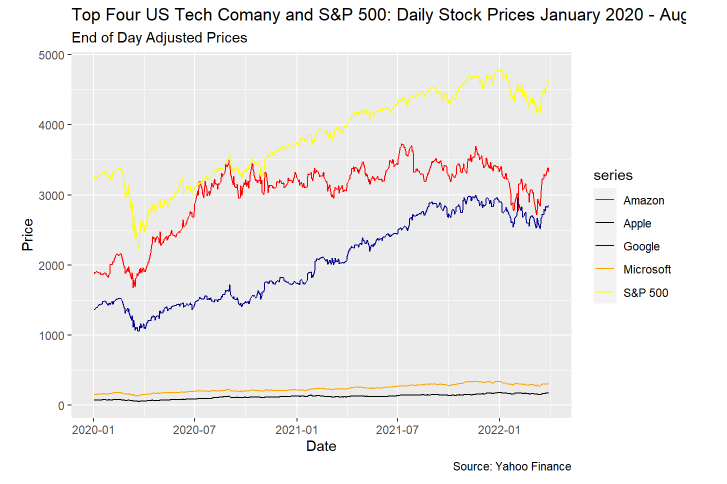 Top Four US Tech Comany and S&P 500: Daily Stock Prices January 2020 - Aug
End of Day Adjusted Prices
5000
4000
3000
2000
1000
0
Price
2020-01
2020-07
2021-01
2021-07
2022-01
Date
series
Amazon
Apple
Google
Microsoft
S&P 500
Source: Yahoo Finance